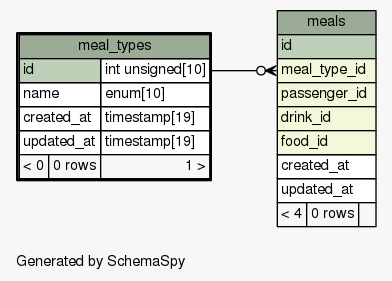 meal_types
id int unsigned[10]
name enum[10]
created_at timestamp[19]
updated_at timestamp[19]
< 0 0 rows 1 >
meals
id
meal_type_id
passenger_id
drink_id
food_id
created_at
updated_at
< 4 0 rows
Generated by SchemaSpy